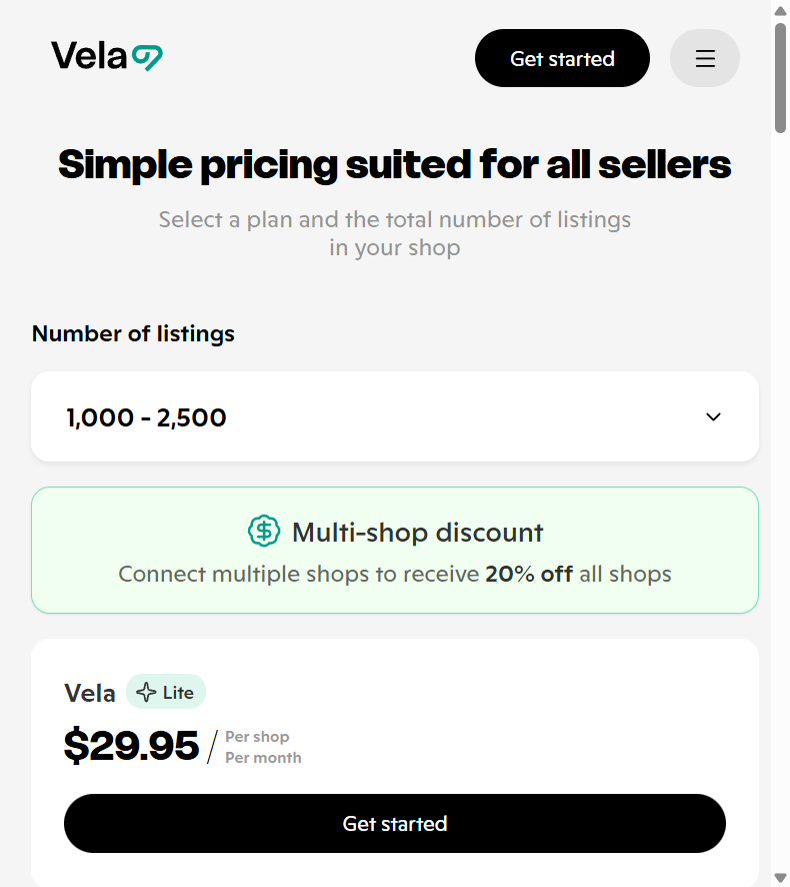 Vela
Get started
Simple pricing suited for all sellers
Select a plan and the total number of listings
in your shop
Number of listings
1,000 - 2,500
Multi-shop discount
Connect multiple shops to receive 20% off all shops
Vela Lite
$29.95 / Per shop
Per month
Get started